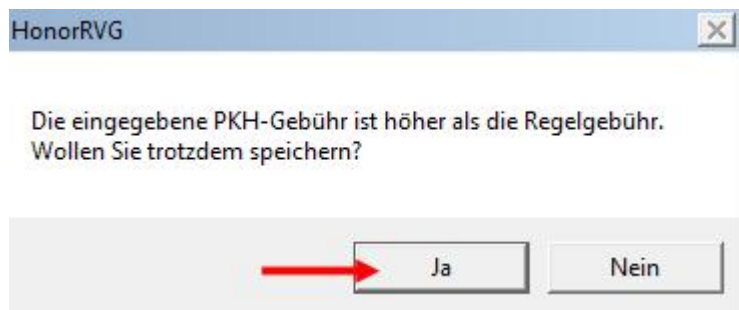 HonorRVG
Die eingegebene PKH-Gebühr ist höher als die Regelgebühr.
Wollen Sie trotzdem speichern?
Ja
Nein